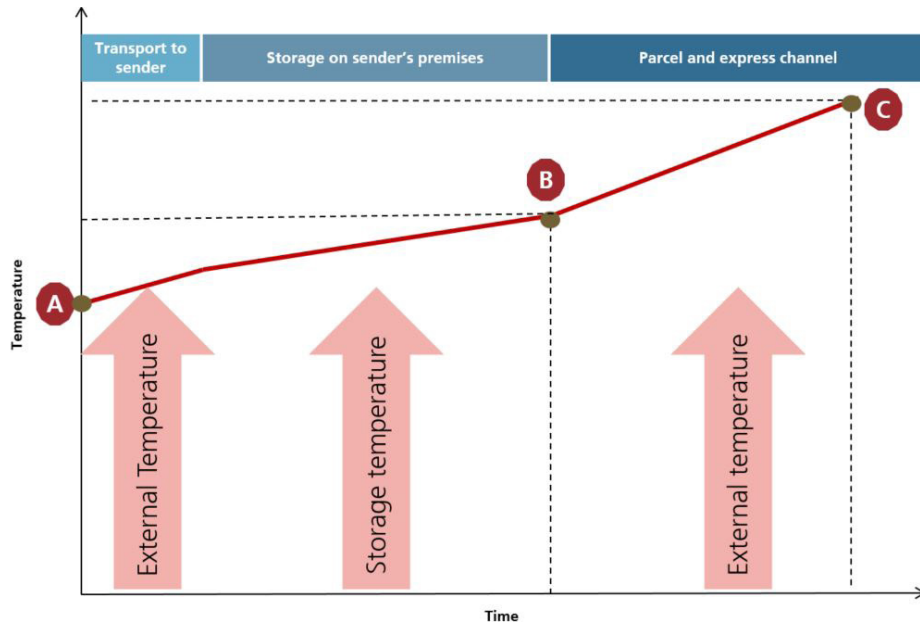 Transport to
sender
Storage on sender's premises
Parcel and express channel
C
B
A
Temperature
External Temperature
Storage temperature
External temperature
Time